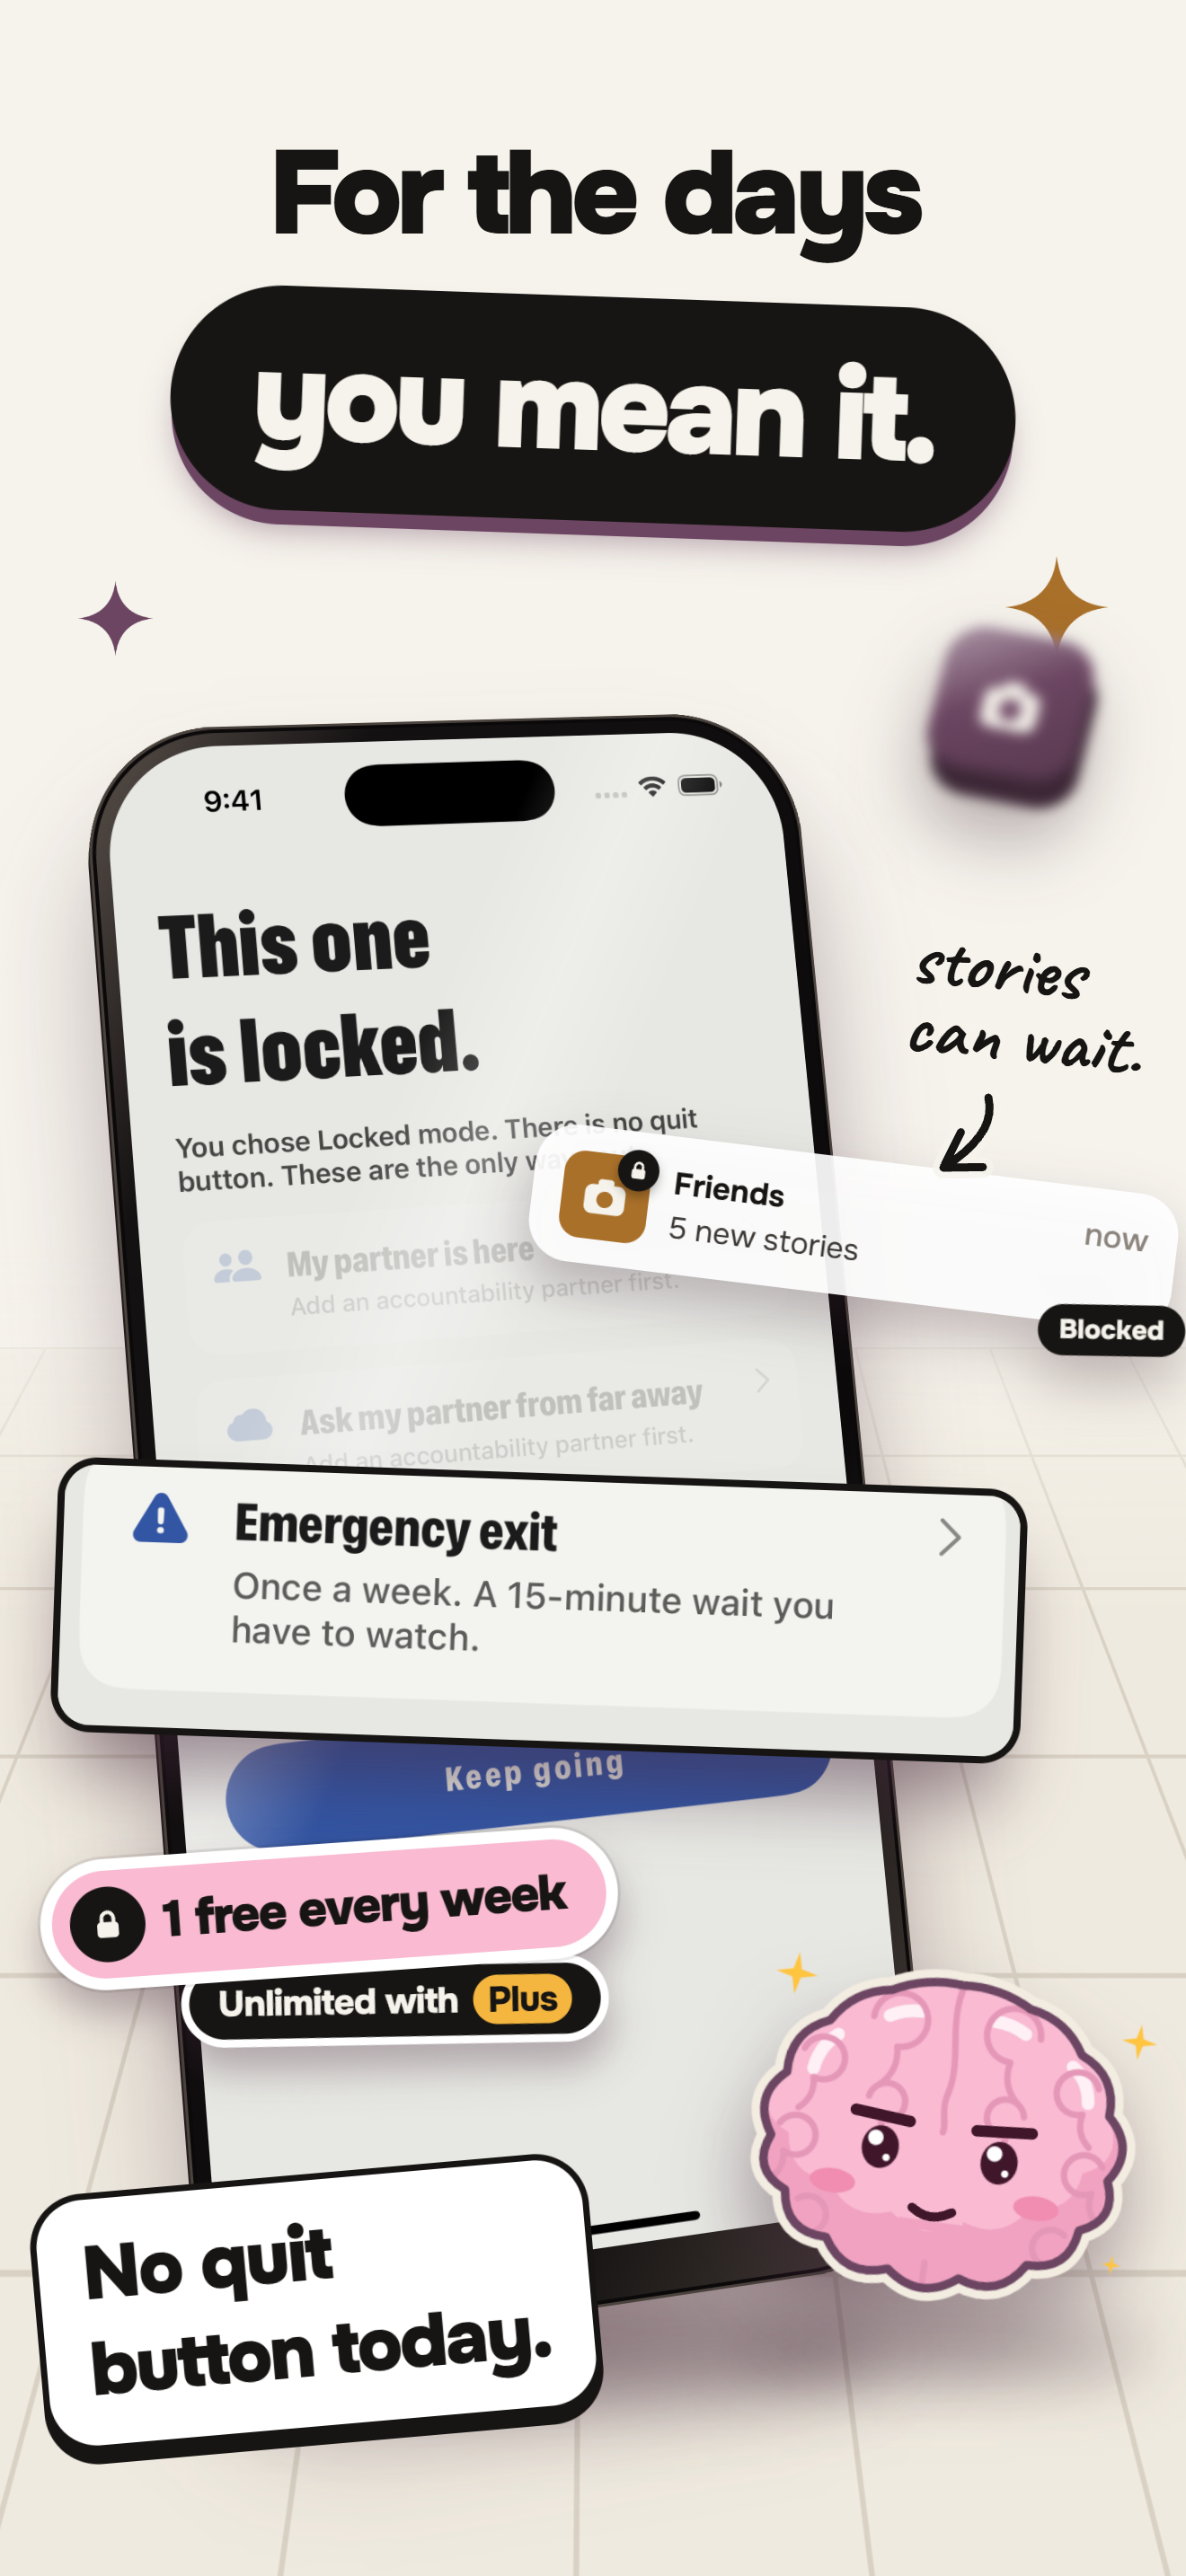 For the days
you mean it.
9:41
This one
is locked.
You chose Locked mode. There is no quit
button. These are the only
stories
can wait.
Friends
5 new stories
now
Blocked
My partner is here
Add an accountability partner first.
Ask my partner from far away
Add an accountability partner first.
Emergency exit
Once a week. A 15-minute wait you
have to watch.
Keep going
1 free every week
Unlimited with Plus
No quit
button today.